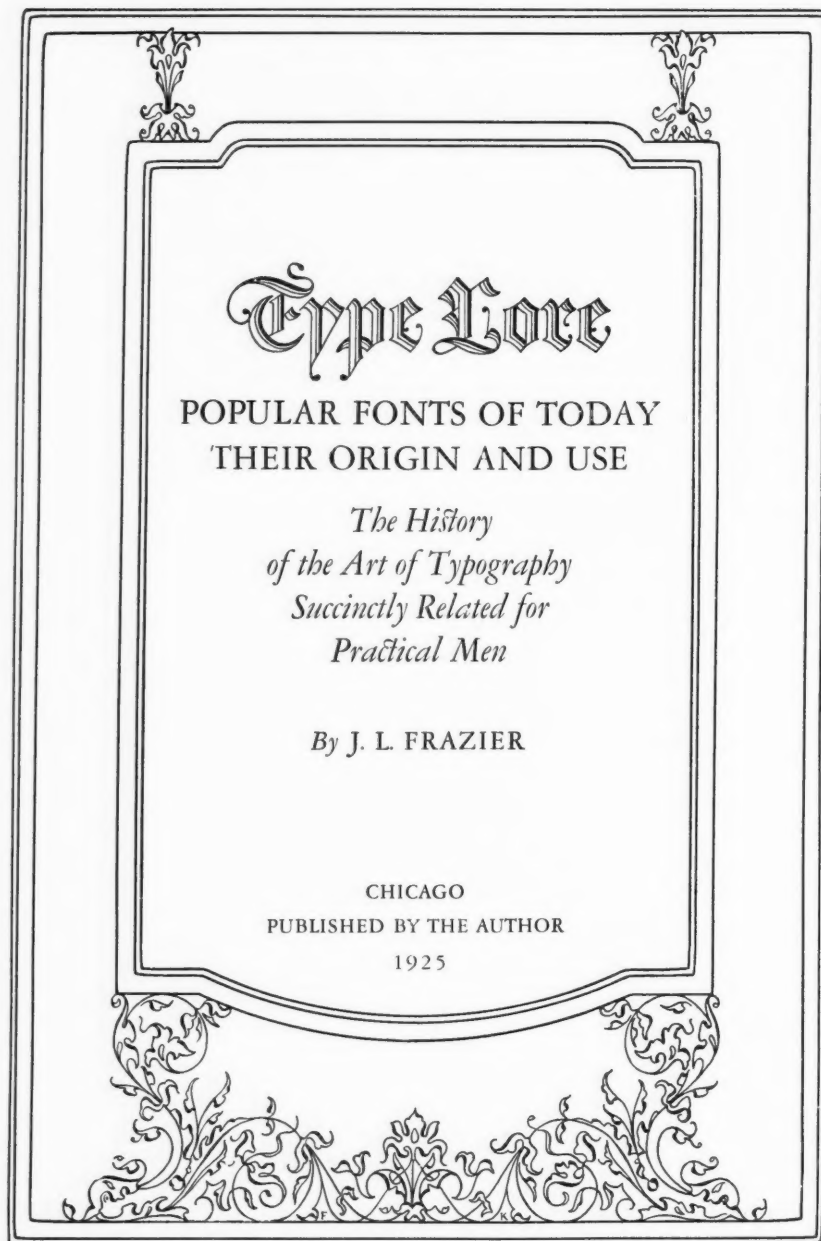 Type Lore
POPULAR FONTS OF TODAY
THEIR ORIGIN AND USE
The History
of the Art of Typography
Succinctly Related for
Practical Men
By J. L. FRAZIER
CHICAGO
PUBLISHED BY THE AUTHOR
1925
F K